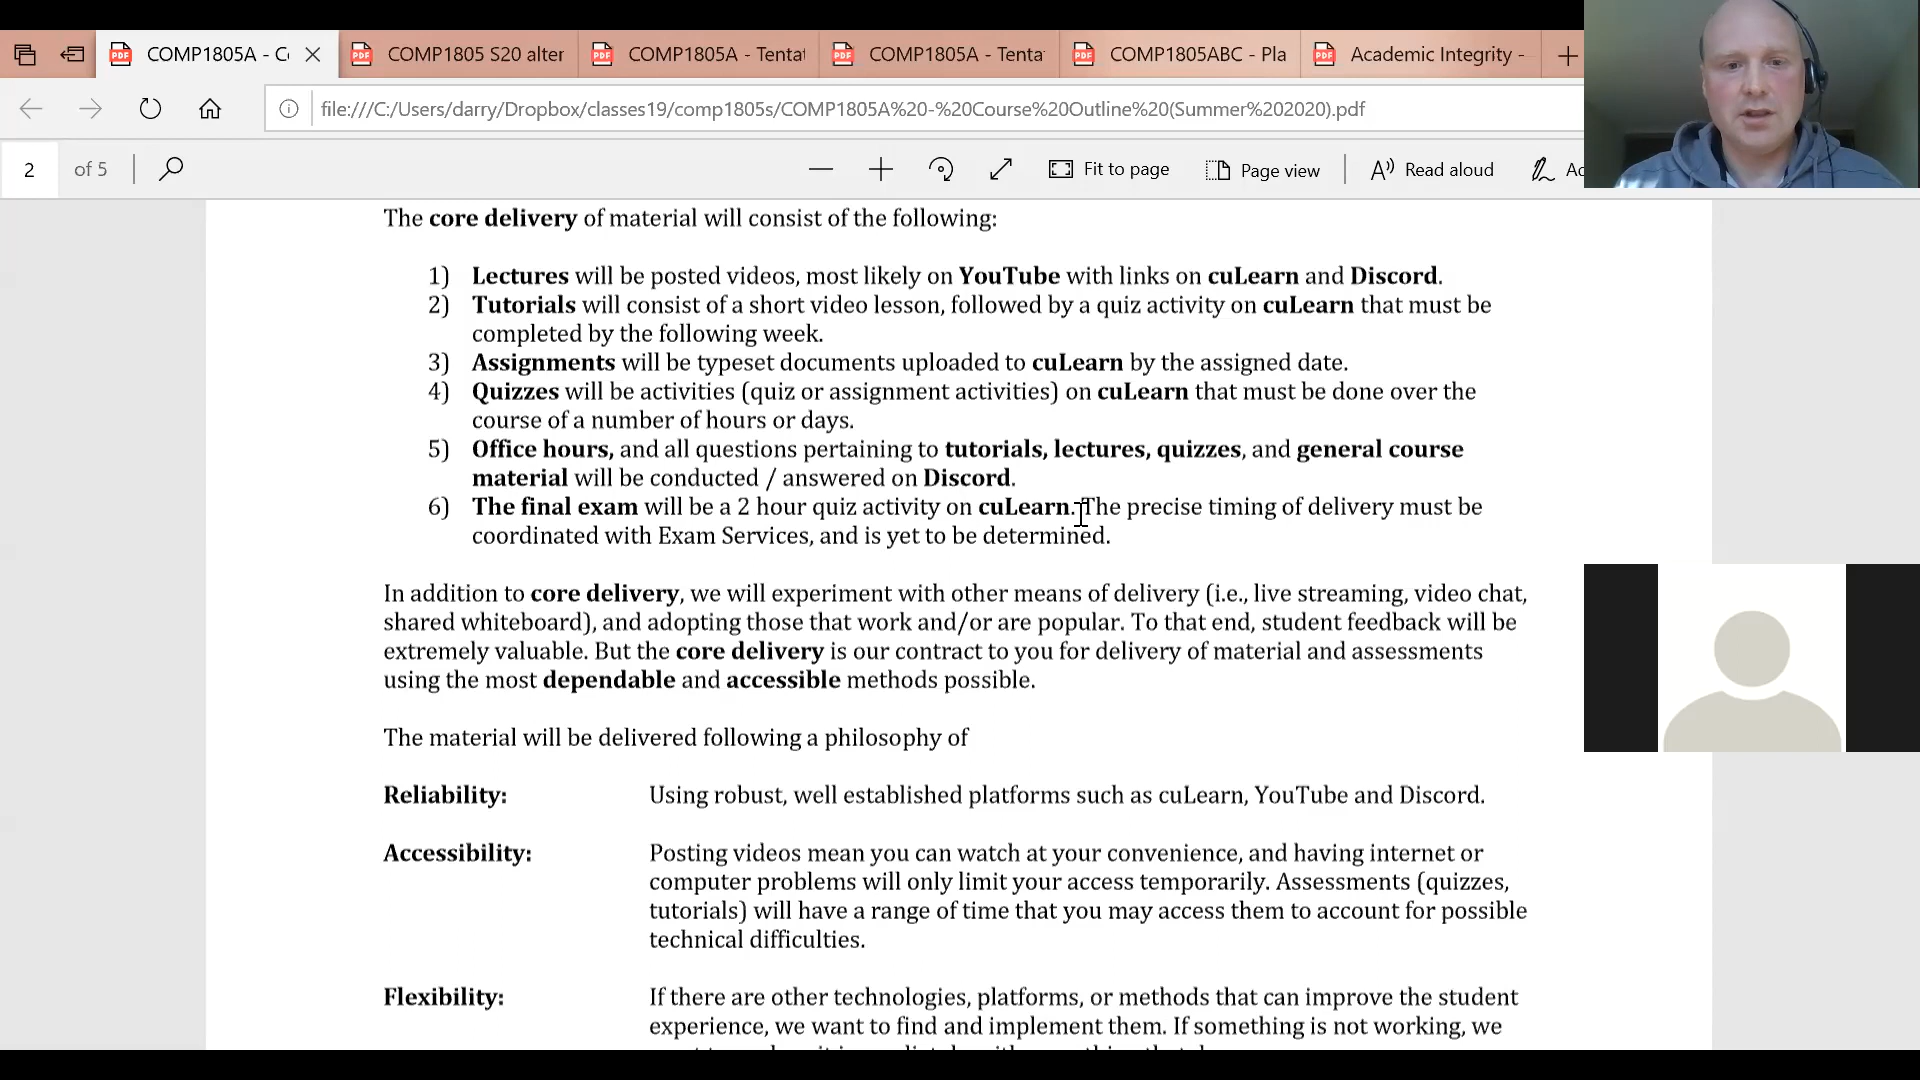 COMP1805A - Co
COMP1805 S20 alter
COMP1805A - Tentat
COMP1805A - Tenta
COMP1805ABC - Pla
Academic Integrity -
file:///C:/Users/darry/Dropbox/classes19/comp1805s/COMP1805A%20-%20Course%20Outline%20(Summer%202020).pdf
2 of 5
Fit to page
Page view
Read aloud
The core delivery of material will consist of the following:
1) Lectures will be posted videos, most likely on YouTube with links on cuLearn and Discord.
2) Tutorials will consist of a short video lesson, followed by a quiz activity on cuLearn that must be
completed by the following week.
3) Assignments will be typeset documents uploaded to cuLearn by the assigned date.
4) Quizzes will be activities (quiz or assignment activities) on cuLearn that must be done over the
course of a number of hours or days.
5) Office hours, and all questions pertaining to tutorials, lectures, quizzes, and general course
material will be conducted / answered on Discord.
6) The final exam will be a 2 hour quiz activity on cuLearn. The precise timing of delivery must be
coordinated with Exam Services, and is yet to be determined.
In addition to core delivery, we will experiment with other means of delivery (i.e., live streaming, video chat,
shared whiteboard), and adopting those that work and/or are popular. To that end, student feedback will be
extremely valuable. But the core delivery is our contract to you for delivery of material and assessments
using the most dependable and accessible methods possible.
The material will be delivered following a philosophy of
Reliability: Using robust, well established platforms such as cuLearn, YouTube and Discord.
Accessibility: Posting videos mean you can watch at your convenience, and having internet or
computer problems will only limit your access temporarily. Assessments (quizzes,
tutorials) will have a range of time that you may access them to account for possible
technical difficulties.
Flexibility: If there are other technologies, platforms, or methods that can improve the student
experience, we want to find and implement them. If something is not working, we